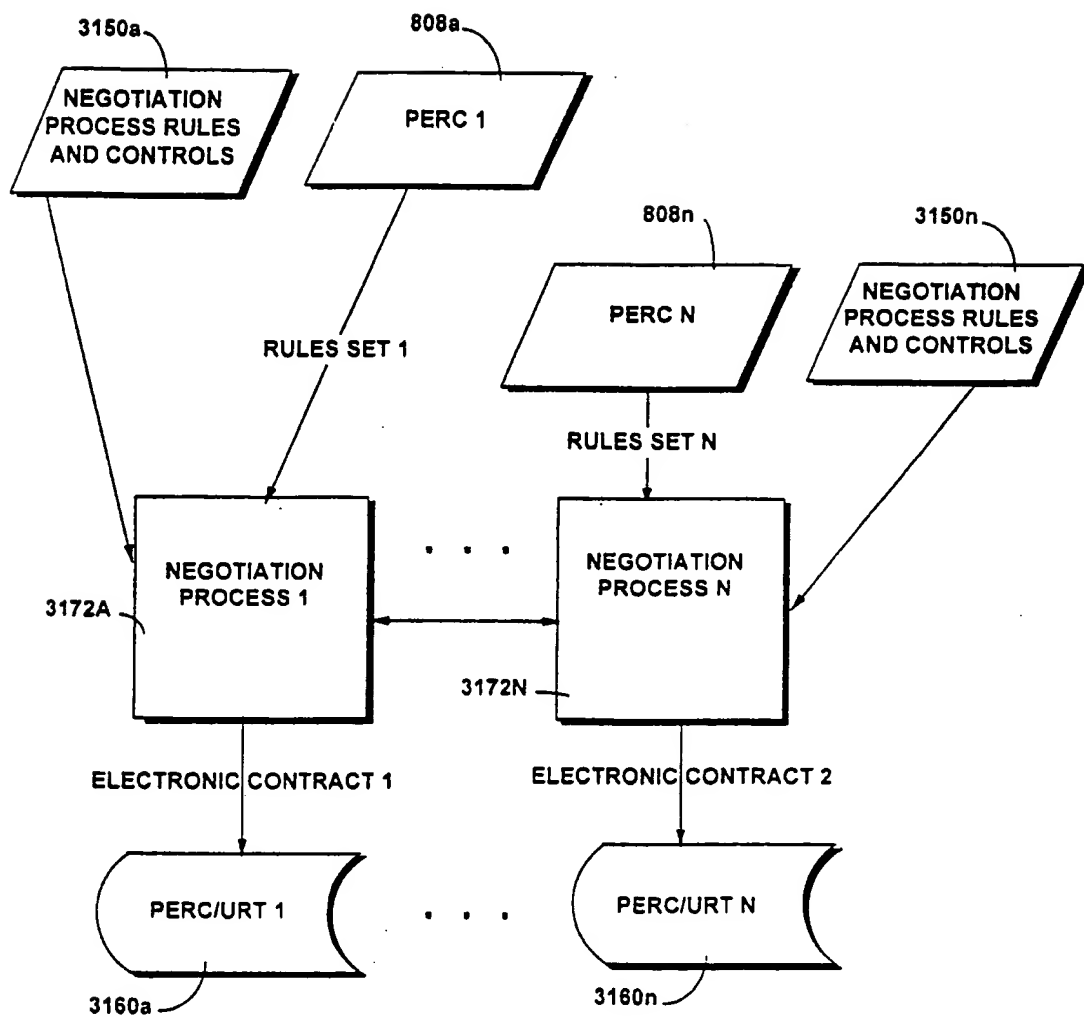 3150a
808a
NEGOTIATION
PROCESS RULES
AND CONTROLS
PERC 1
808n
3150n
PERC N
NEGOTIATION
PROCESS RULES
AND CONTROLS
RULES SET 1
RULES SET N
NEGOTIATION
PROCESS 1
. . .
NEGOTIATION
PROCESS N
3172A
3172N
ELECTRONIC CONTRACT 1
ELECTRONIC CONTRACT 2
PERC/URT 1
. . .
PERC/URT N
3160a
3160n